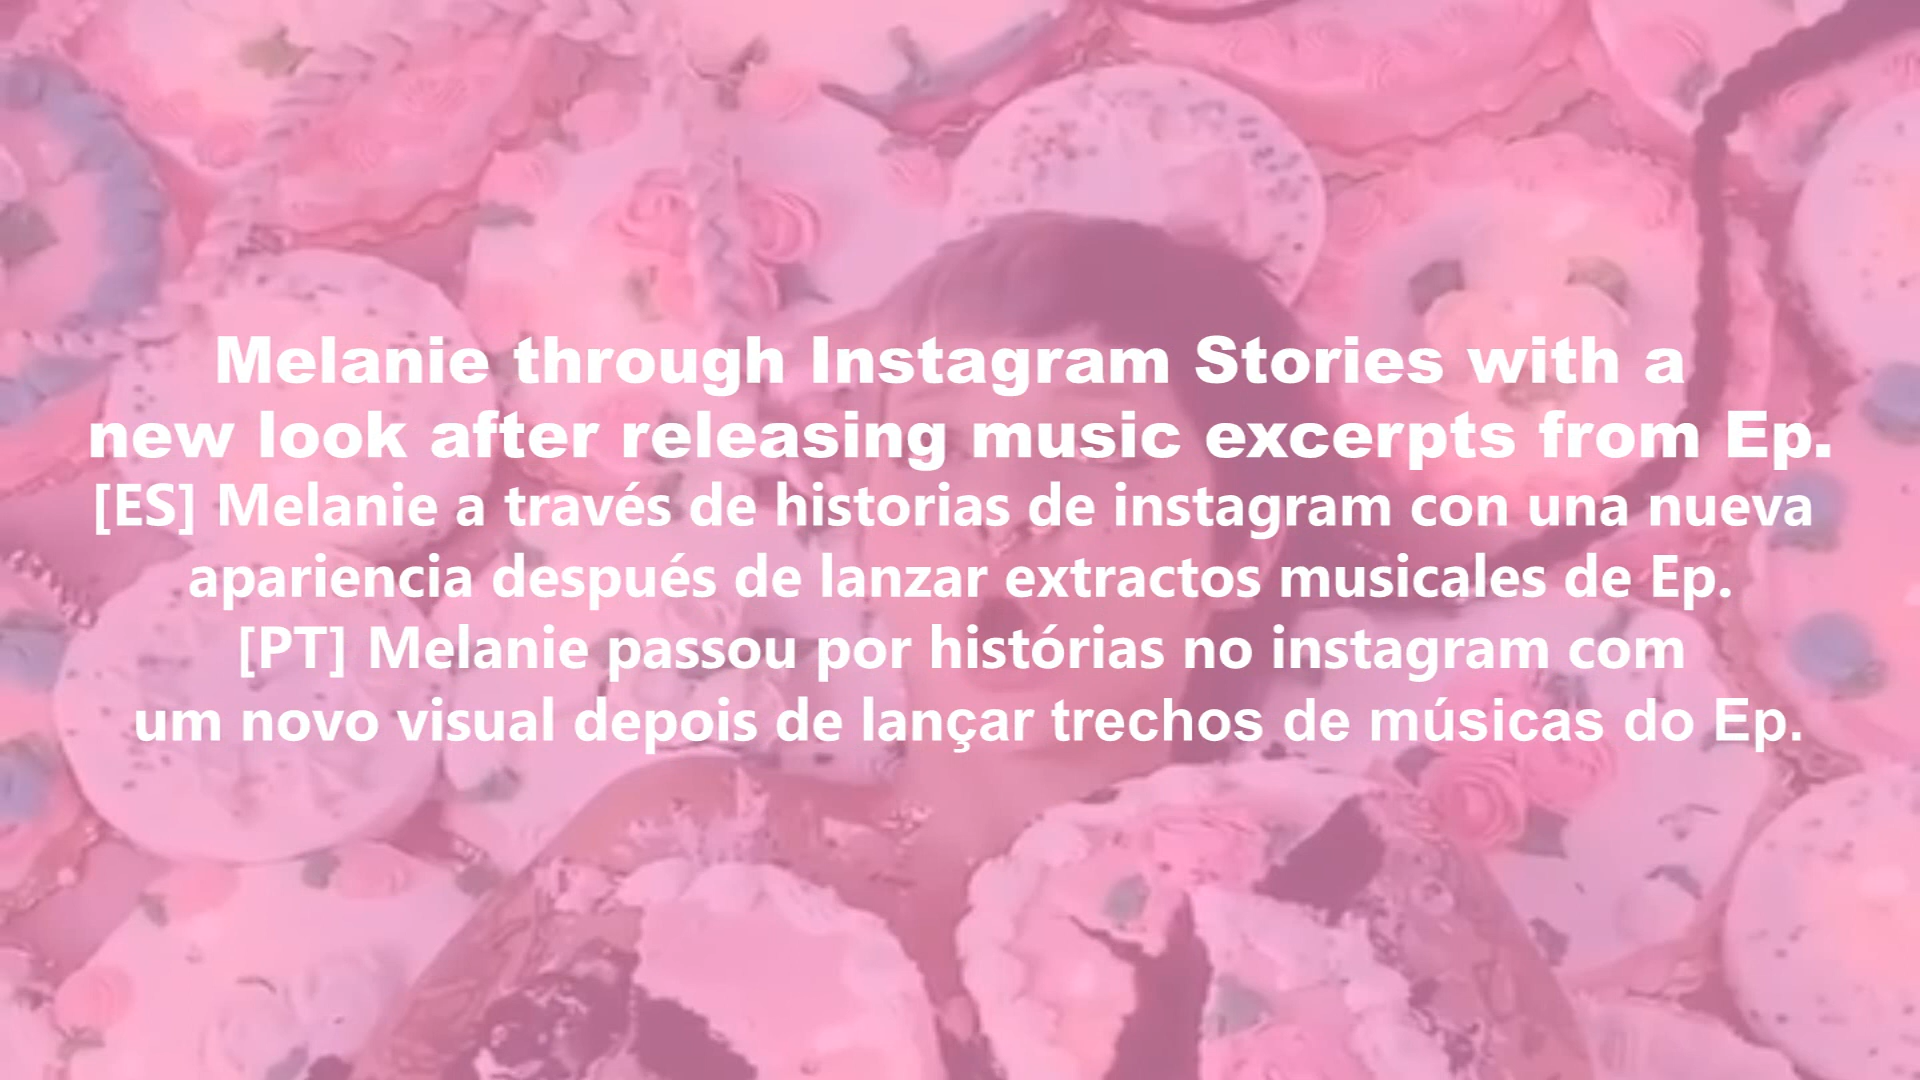 Melanie through Instagram Stories with a
new look after releasing music excerpts from Ep.
[ES] Melanie a través de historias de instagram con una nueva
apariencia después de lanzar extractos musicales de Ep.
[PT] Melanie passou por histórias no instagram com
um novo visual depois de lançar trechos de músicas do Ep.